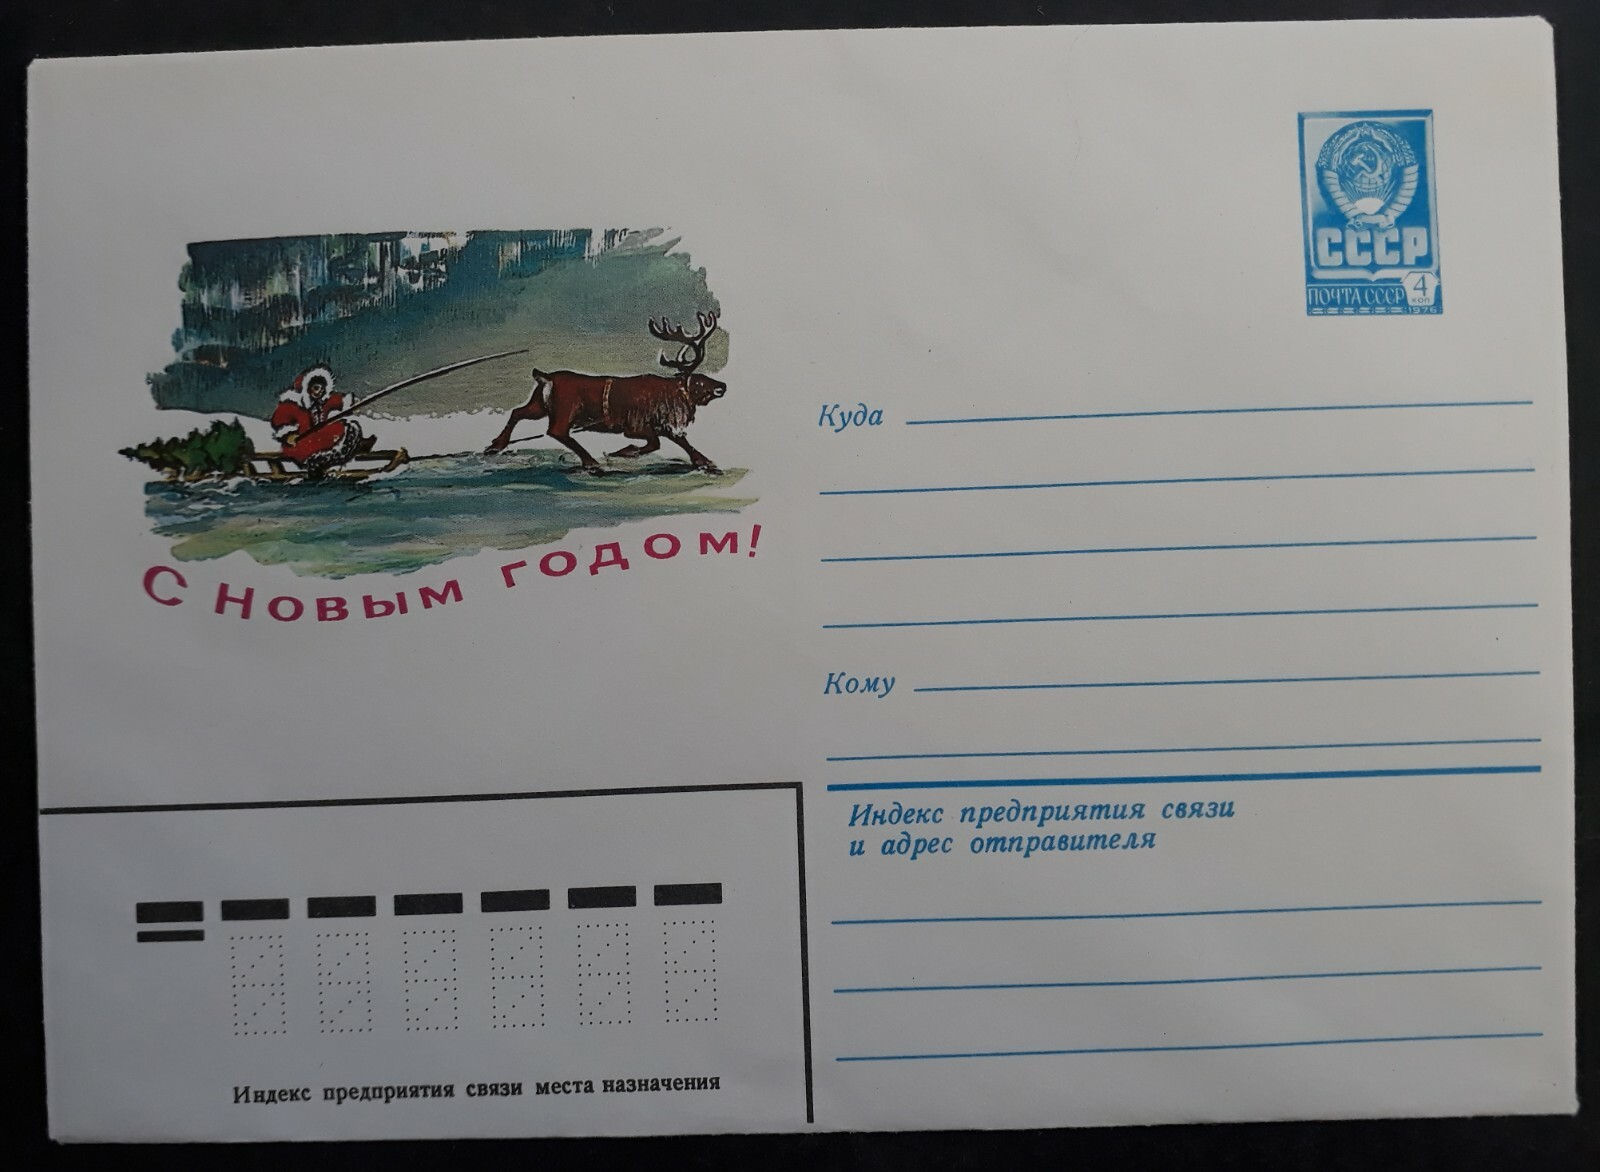 СССР
ПОЧТА СССР 4 коп
1976
С НОВЫМ ГОДОМ!
Куда
Кому
Индекс предприятия связи
и адрес отправителя
Индекс предприятия связи места назначения